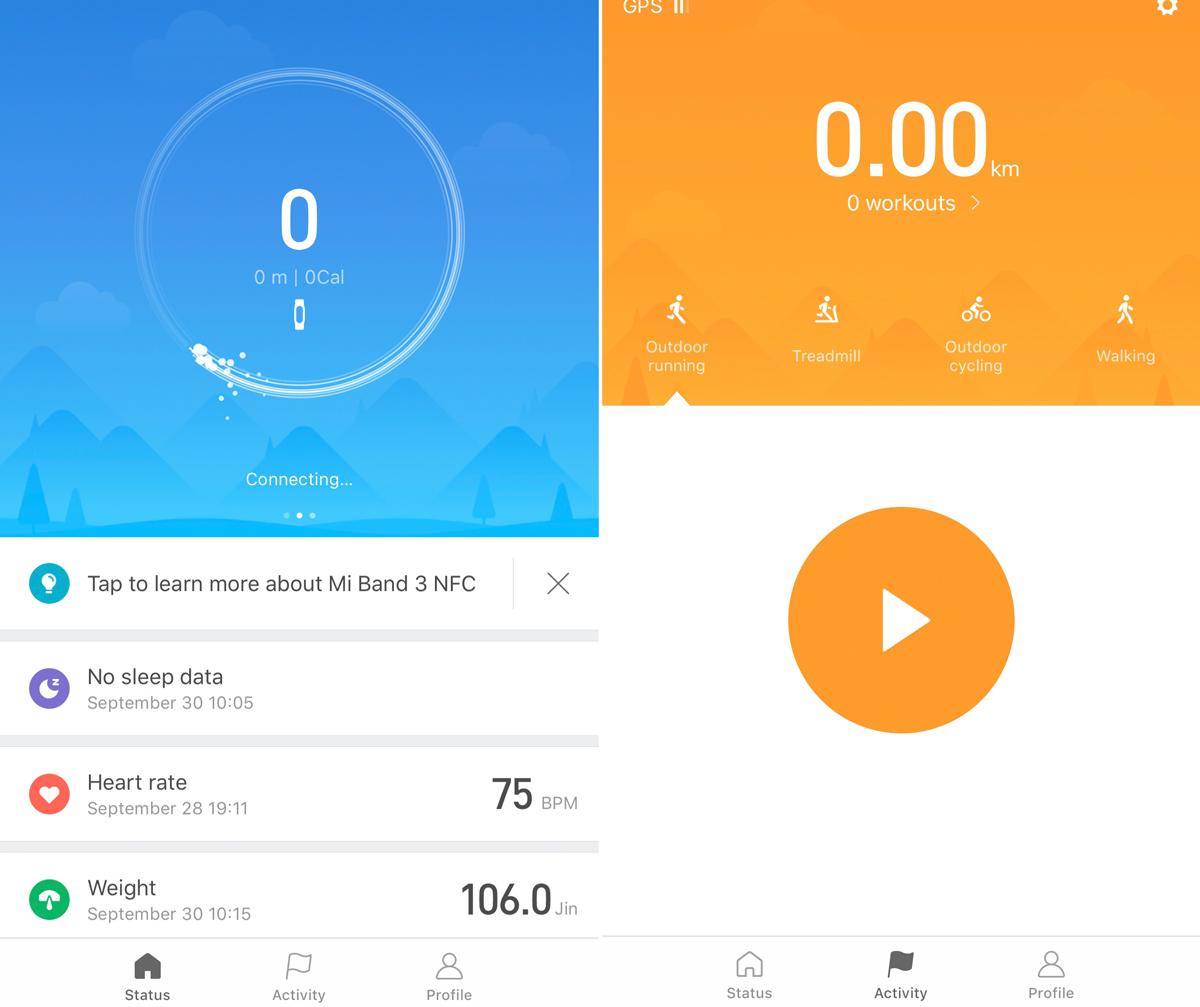 0
0 m | 0Cal
Connecting...
Tap to learn more about Mi Band 3 NFC
No sleep data
September 30 10:05
Heart rate
September 28 19:11
75 BPM
Weight
September 30 10:15
106.0 Jin
Status
Activity
Profile
GPS
0.00 km
0 workouts
Outdoor
running
Treadmill
Outdoor
cycling
Walking
Status
Activity
Profile